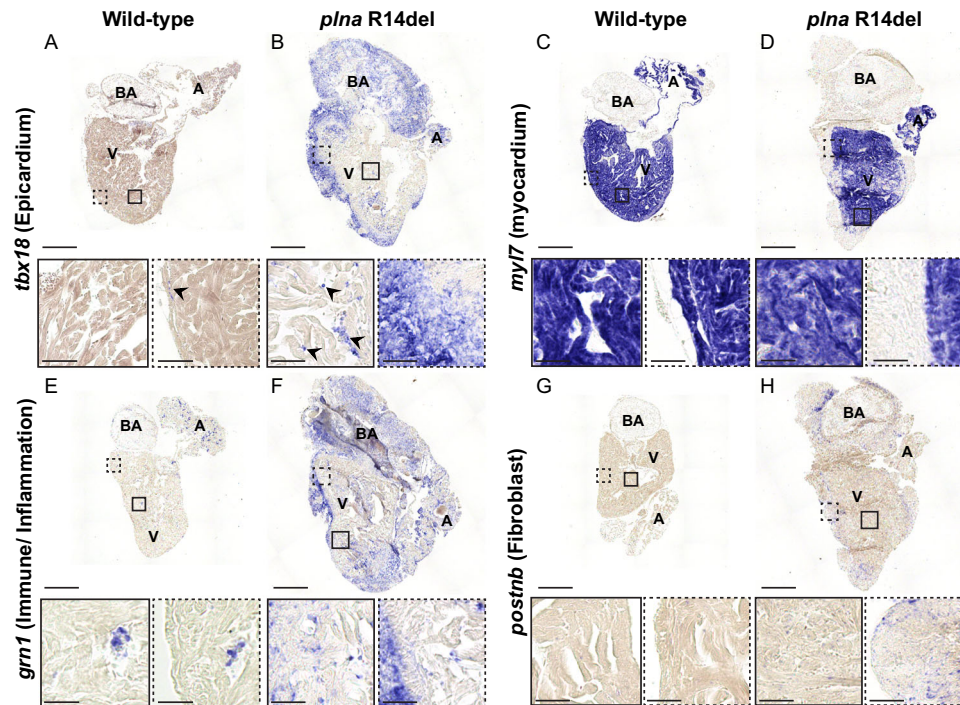 Wild-type
plna R14del
Wild-type
plna R14del
A
BA
A
V
B
BA
A
V
C
A
BA
V
D
BA
A
V
tbx18 (Epicardium)
myl7 (myocardium)
E
BA
A
V
F
BA
V
A
G
BA
V
A
H
BA
A
V
grn1 (Immune/ Inflammation)
postnb (Fibroblast)